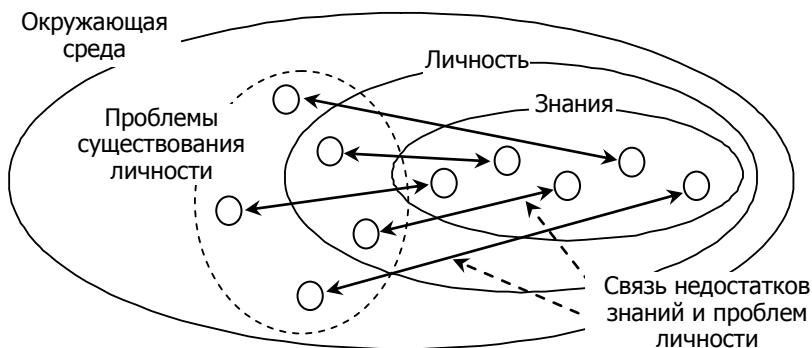 Окружающая
среда
Личность
Знания
Проблемы
существования
личности
Связь недостатков
знаний и проблем
личности